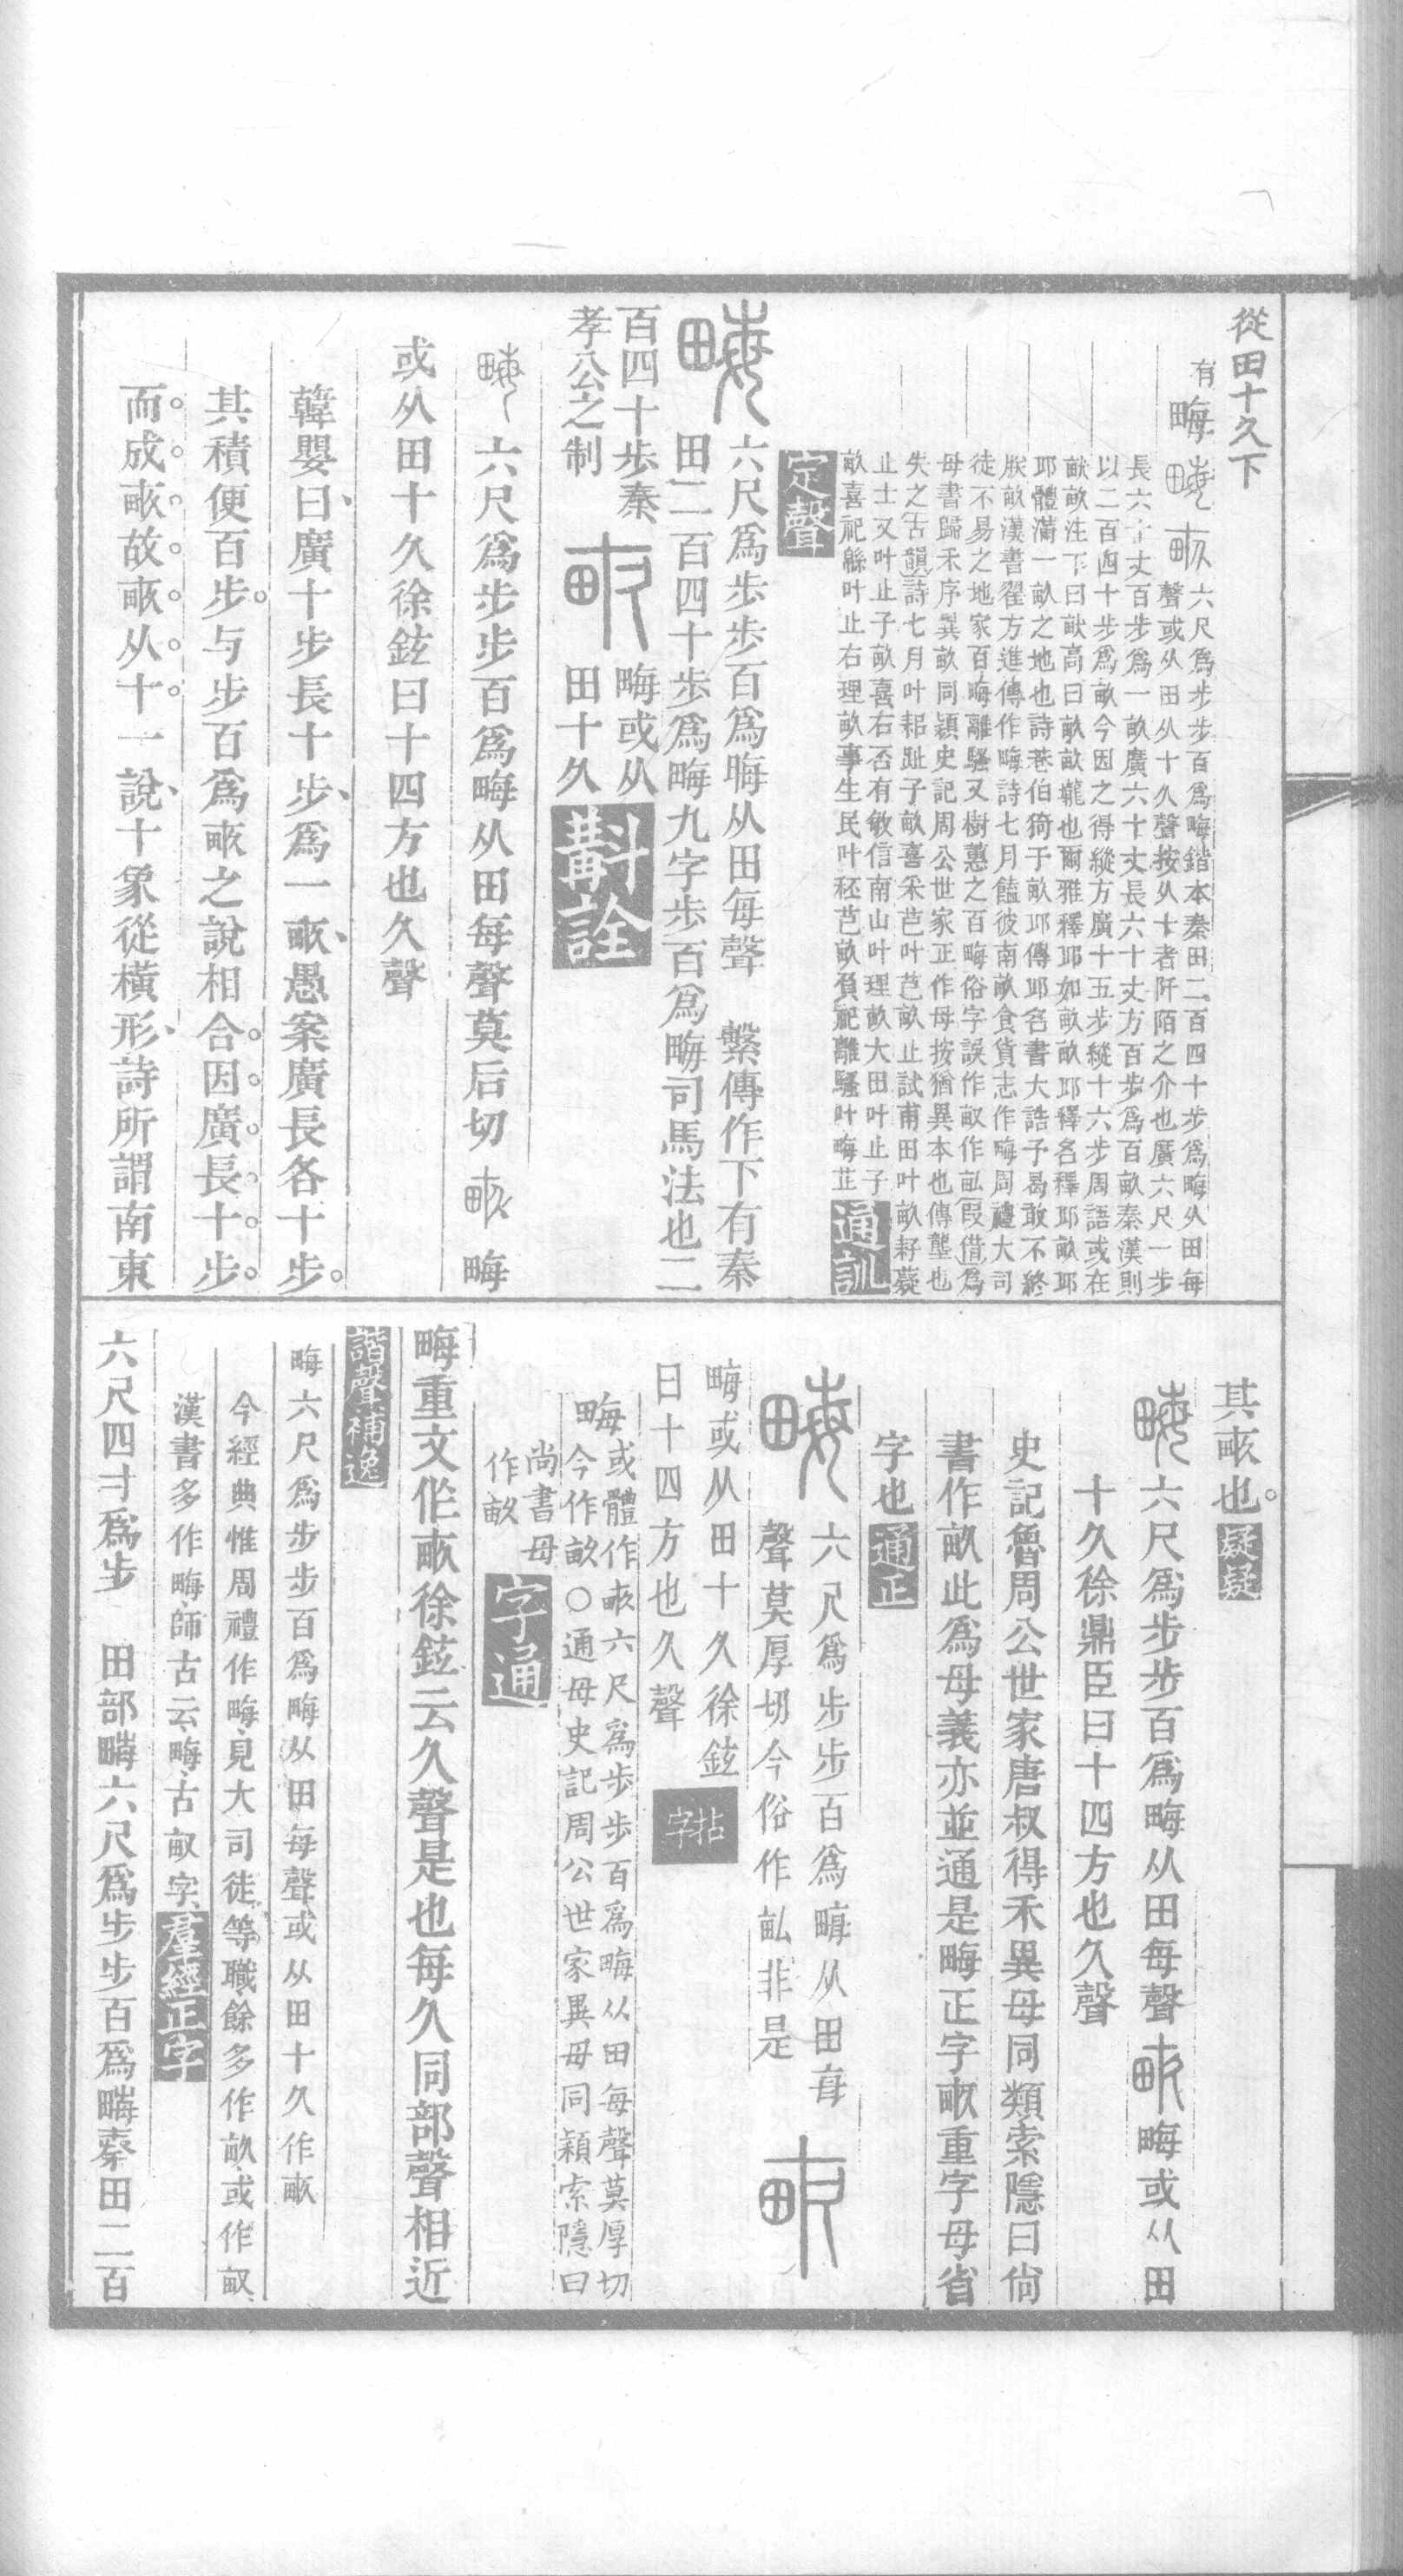 從田十久下
有 畮 畮 畞 六尺爲步步百爲畮鍇本秦田二百四十步爲畮从田每
聲或从田从十久聲按从十者阡陌之介也廣六尺一步
長六十丈百步爲一畝廣六十丈長六十丈方百步爲百畝秦漢則
以二百四十步爲畝今因之得縱方廣十五步縱十六步周語或在
畎畝注下曰畎高曰畝畝壠也爾雅釋邱如畝畝邱釋名釋邱畝邱
邱體滿一畝之地也詩巷伯猗于畝邱傳邱名書大誥予曷敢不終
朕畝漢書翟方進傳作畮詩七月饁彼南畝食貨志作畮周禮大司
徒不易之地家百畮離騷又樹蕙之百畮俗字誤作畝作畆叚借爲
母書歸禾序異畝同穎史記周公世家正作母按猶異本也傳壟也
失之古韻詩七月叶耜趾子畝喜采芑叶芑畝止試甫田叶畝耔薿
止士又叶止子畝喜右否有敏信南山叶理畝大田叶止子
畝喜祀緜叶止右理畝事生民叶秠芑畝負祀離騷叶畮芷 通訓
定聲
畮 六尺爲步步百爲畮从田每聲 繫傳作下有秦
田二百四十步爲畮九字步百爲畮司馬法也二
百四十步秦
孝公之制
畞 畮或从
田十久 斠詮
畮 六尺爲步步百爲畮从田每聲莫后切 畞 畮
或从田十久徐鉉曰十四方也久聲
韓嬰曰廣十步長十步爲一畞愚案廣長各十步。
其積便百步。与步百爲畞之說相合。因。廣。長。十。步。
而。成。畞。故。畞。从。十。一說十象從橫形詩所謂南東
其畞也。疑疑
畮 六尺爲步步百爲畮从田每聲 畞 畮或从田
十久徐鼎臣曰十四方也久聲
史記魯周公世家唐叔得禾異母同類索隱曰尙
書作畝此爲母義亦並通是畮正字畝重字母省
字也 通正
畮 六尺爲步步百爲畮从田每
聲莫厚切今俗作畆非是
畞
畮或从田十久徐鉉
曰十四方也久聲 拈字
畮 或體作畞六尺爲步步百爲畮从田每聲莫厚切
今作畝○通母史記周公世家異母同穎索隱曰
尚書母
作畝 字通
畮重文作畞徐鉉云久聲是也每久同部聲相近
諧聲補逸
畮六尺爲步步百爲畮从田每聲或从田十久作畞
今經典惟周禮作畮見大司徒等職餘多作畝或作畝
漢書多作畮師古云畮古畝字 羣經正字
六尺四寸爲步 田部畮六尺爲步步百爲畮秦田二百